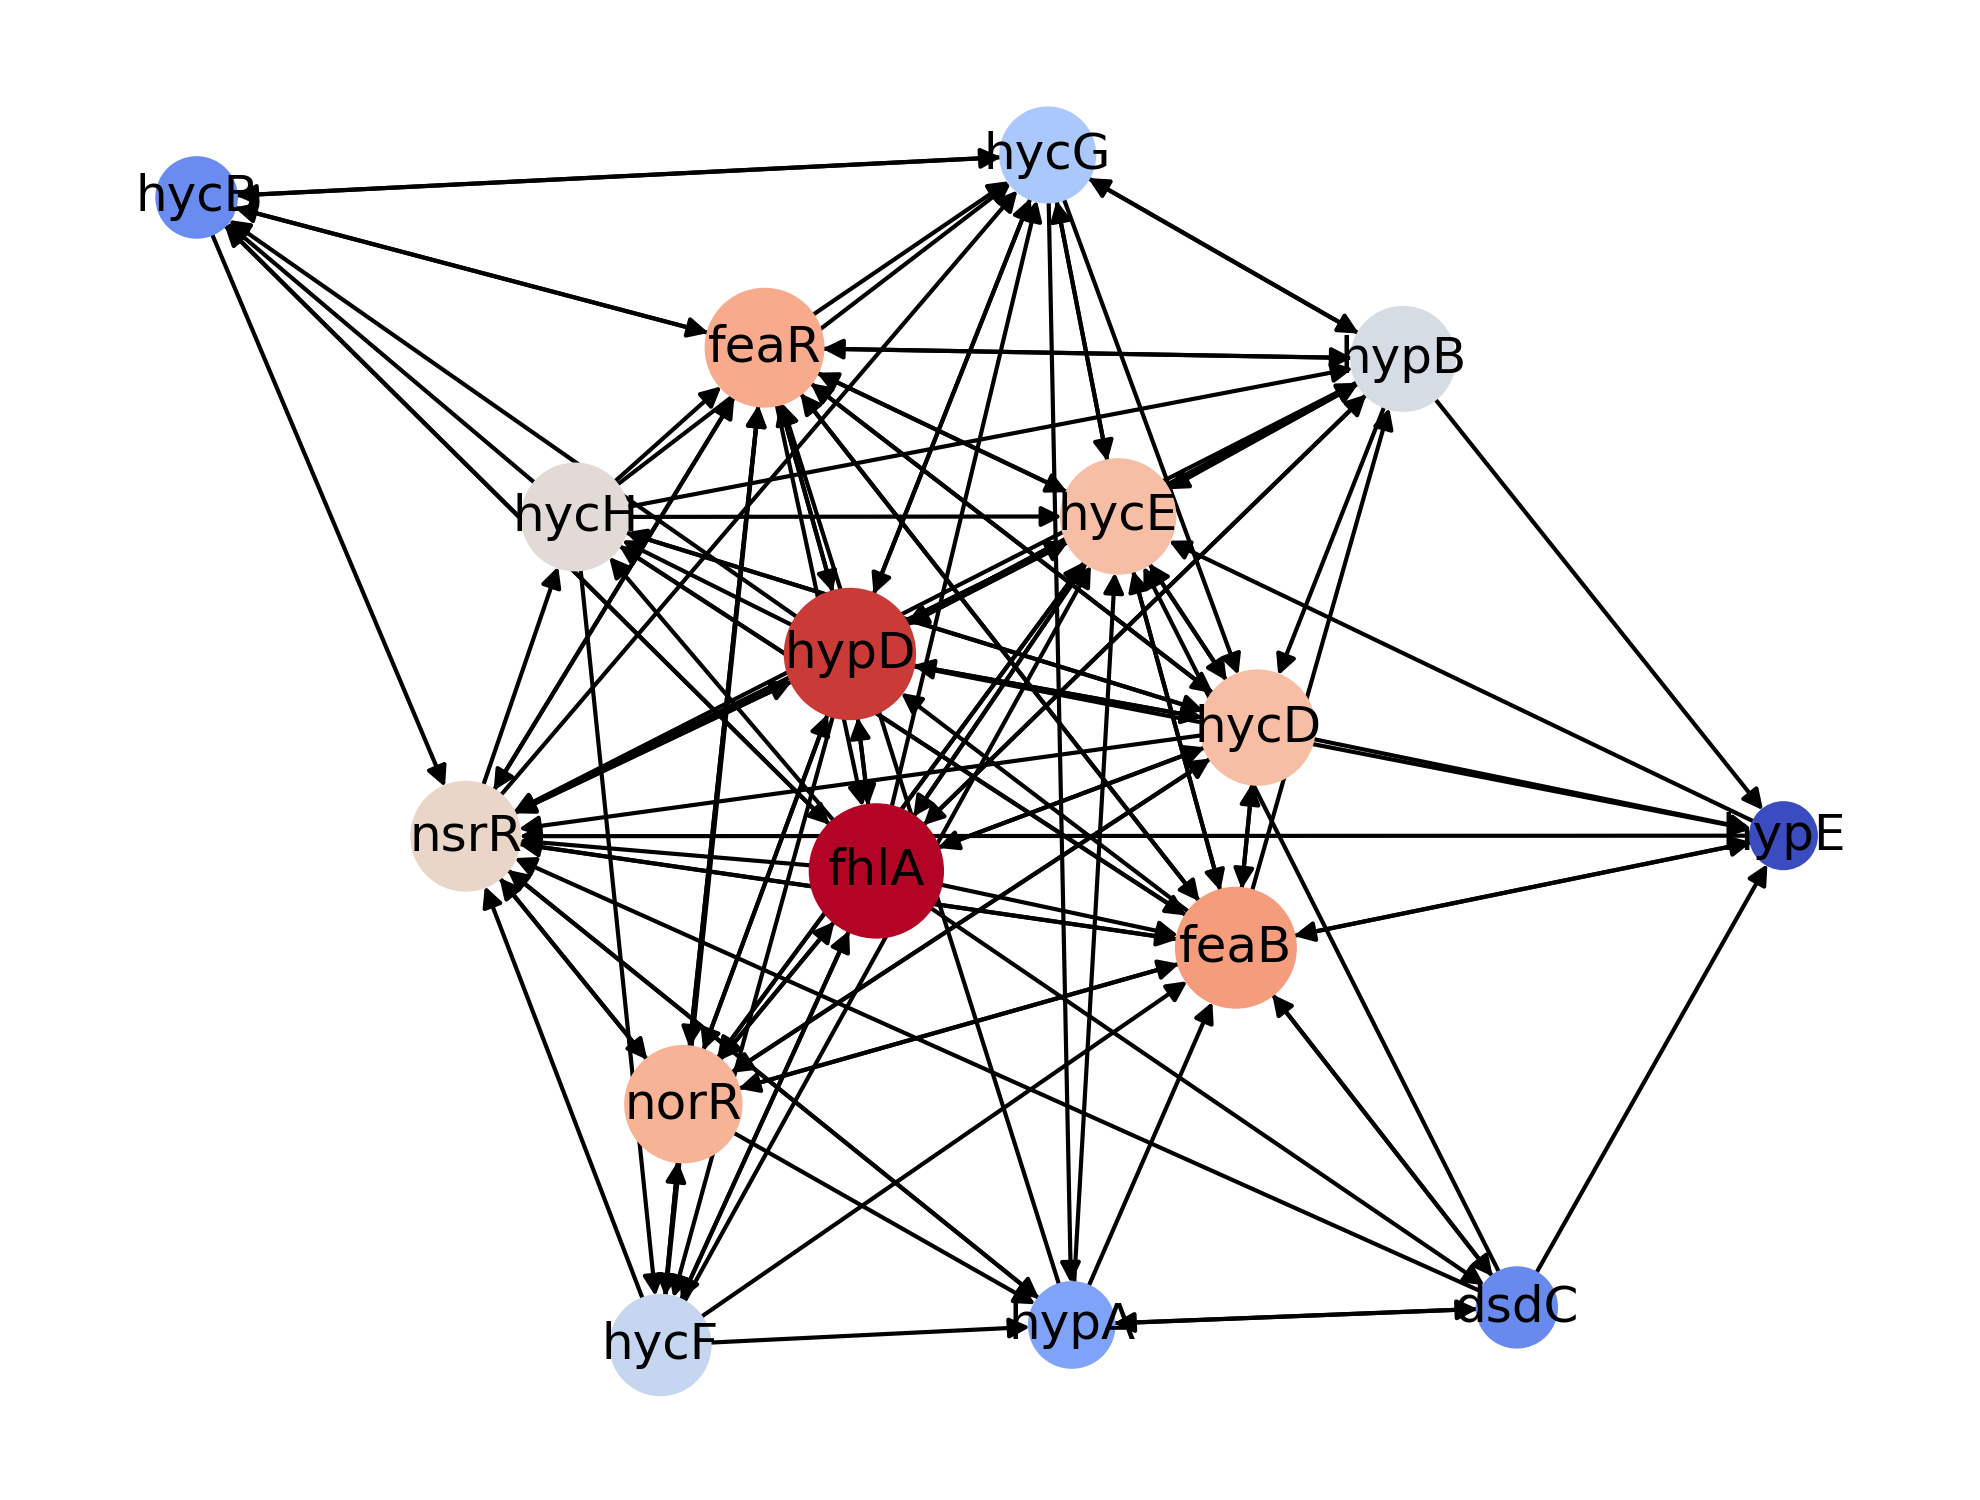 hycG
hycB
feaR
hypB
hycH
hycE
hypD
hycD
nsrR
hypE
fhlA
feaB
norR
dsdC
hypA
hycF